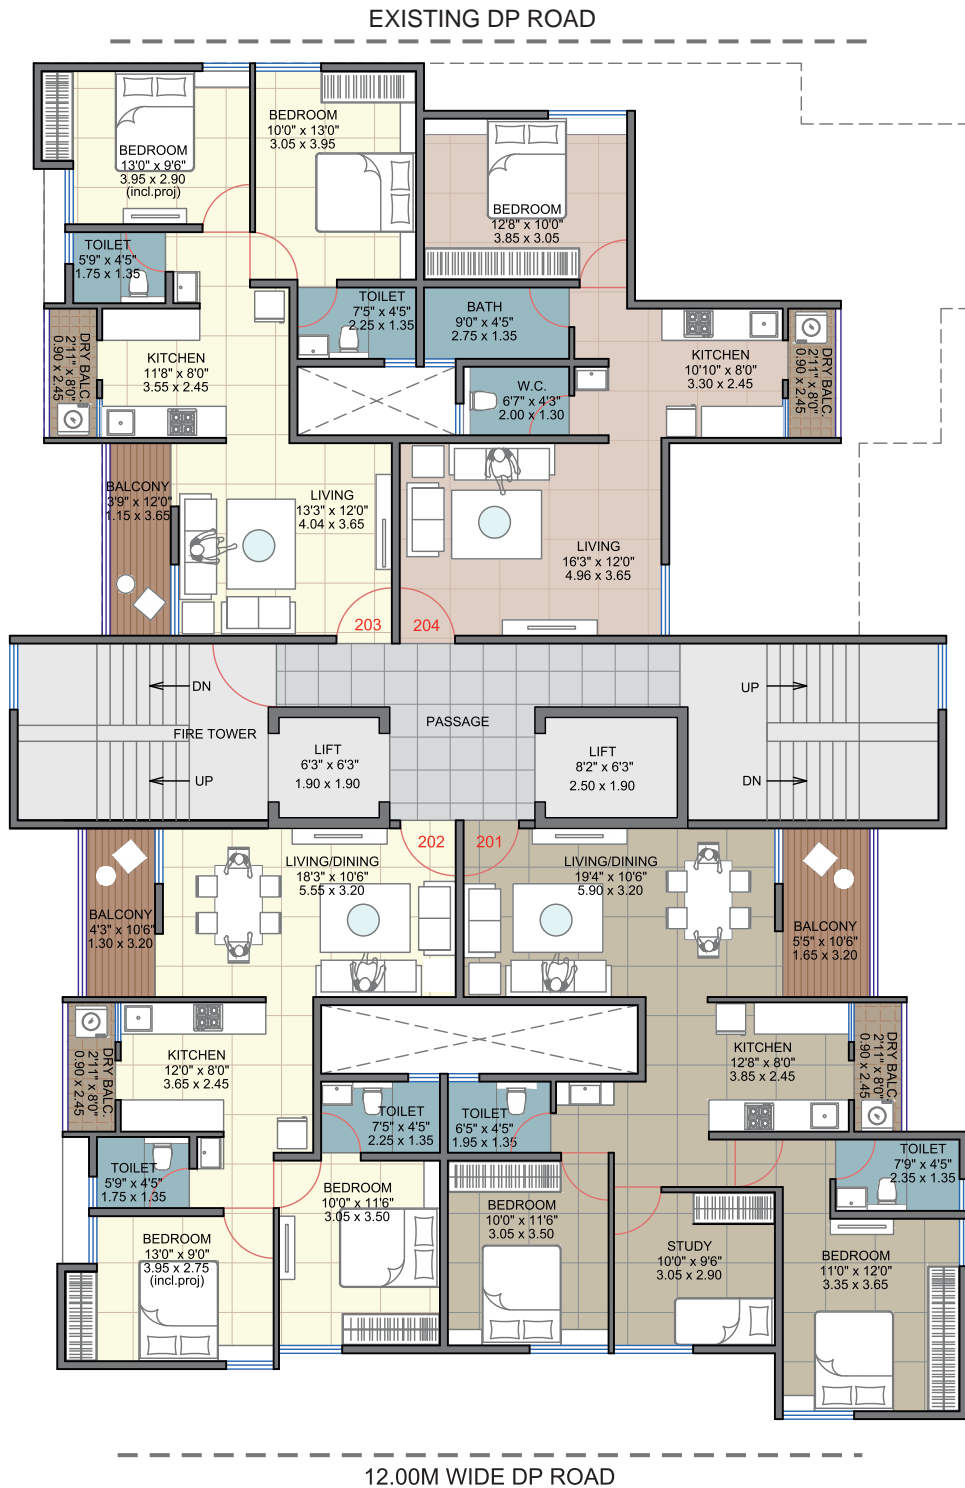 EXISTING DP ROAD
BEDROOM
13'0" x 9'6"
3.95 x 2.90
(incl.proj)
BEDROOM
10'0" x 13'0"
3.05 x 3.95
BEDROOM
12'8" x 10'0"
3.85 x 3.05
TOILET
5'9" x 4'5"
1.75 x 1.35
TOILET
7'5" x 4'5"
2.25 x 1.35
BATH
9'0" x 4'5"
2.75 x 1.35
DRY BALC.
2'11" x 8'0"
0.90 x 2.45
KITCHEN
11'8" x 8'0"
3.55 x 2.45
W.C.
6'7" x 4'3"
2.00 x 1.30
KITCHEN
10'10" x 8'0"
3.30 x 2.45
DRY BALC.
2'11" x 8'0"
0.90 x 2.45
BALCONY
3'9" x 12'0"
1.15 x 3.65
LIVING
13'3" x 12'0"
4.04 x 3.65
LIVING
16'3" x 12'0"
4.96 x 3.65
203
204
DN
FIRE TOWER
UP
LIFT
6'3" x 6'3"
1.90 x 1.90
PASSAGE
LIFT
8'2" x 6'3"
2.50 x 1.90
UP
DN
202
201
LIVING/DINING
18'3" x 10'6"
5.55 x 3.20
LIVING/DINING
19'4" x 10'6"
5.90 x 3.20
BALCONY
4'3" x 10'6"
1.30 x 3.20
BALCONY
5'5" x 10'6"
1.65 x 3.20
DRY BALC.
2'11" x 8'0"
0.90 x 2.45
KITCHEN
12'0" x 8'0"
3.65 x 2.45
KITCHEN
12'8" x 8'0"
3.85 x 2.45
DRY BALC.
2'11" x 8'0"
0.90 x 2.45
TOILET
7'5" x 4'5"
2.25 x 1.35
TOILET
6'5" x 4'5"
1.95 x 1.35
TOILET
5'9" x 4'5"
1.75 x 1.35
TOILET
7'9" x 4'5"
2.35 x 1.35
BEDROOM
10'0" x 11'6"
3.05 x 3.50
BEDROOM
10'0" x 11'6"
3.05 x 3.50
BEDROOM
13'0" x 9'0"
3.95 x 2.75
(incl.proj)
STUDY
10'0" x 9'6"
3.05 x 2.90
BEDROOM
11'0" x 12'0"
3.35 x 3.65
12.00M WIDE DP ROAD